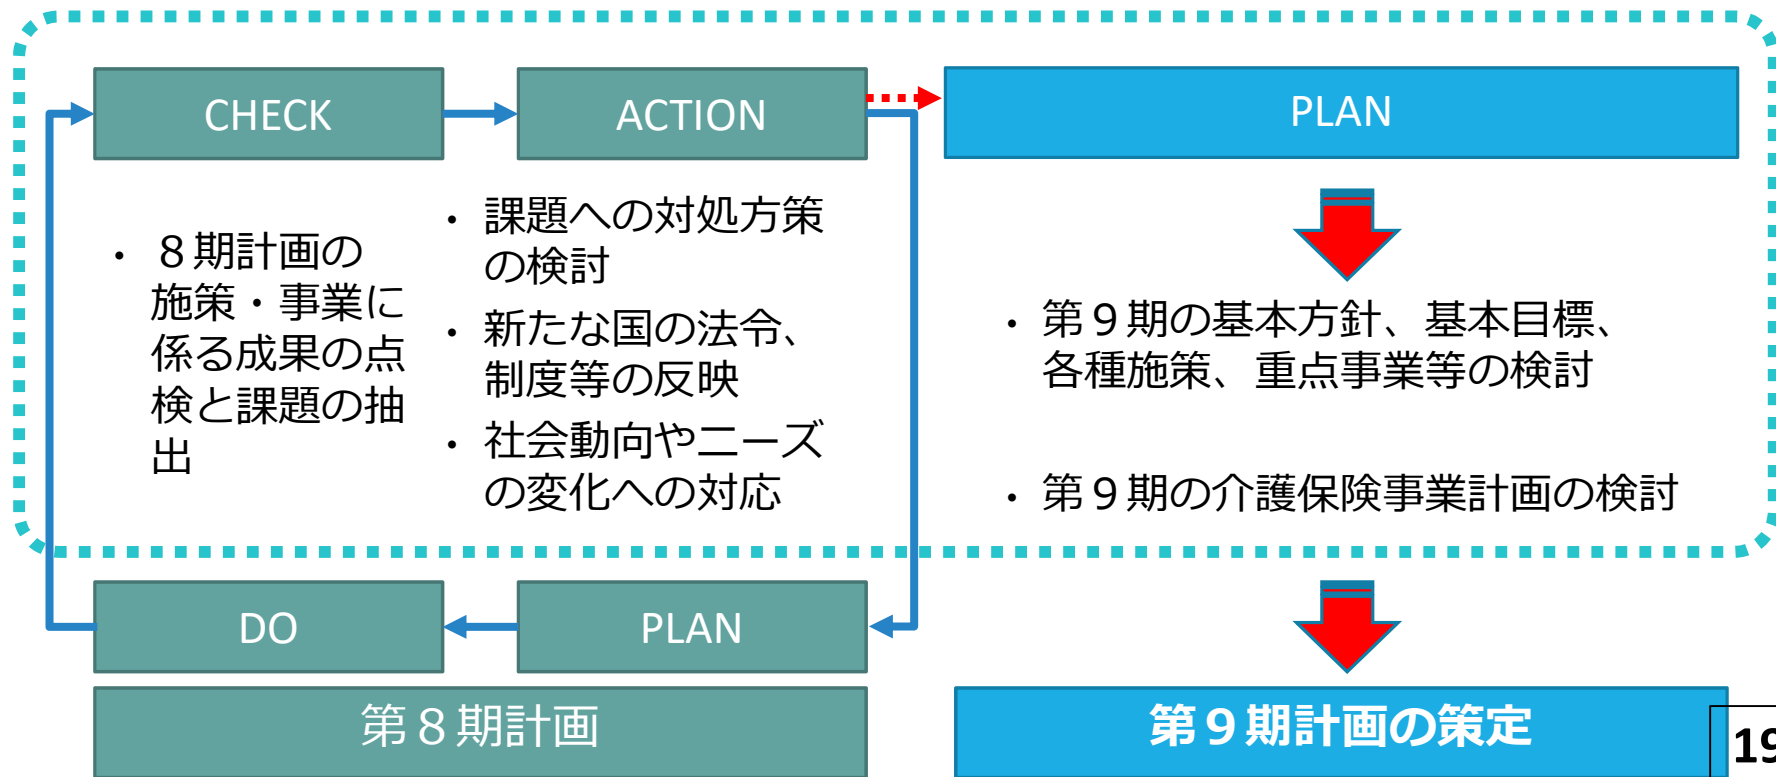 CHECK
ACTION
PLAN
・８期計画の
施策・事業に
係る成果の点
検と課題の抽
出
・課題への対処方策
の検討
・新たな国の法令、
制度等の反映
・社会動向やニーズ
の変化への対応
・第９期の基本方針、基本目標、
各種施策、重点事業等の検討
・第９期の介護保険事業計画の検討
DO
PLAN
第８期計画
第９期計画の策定
19